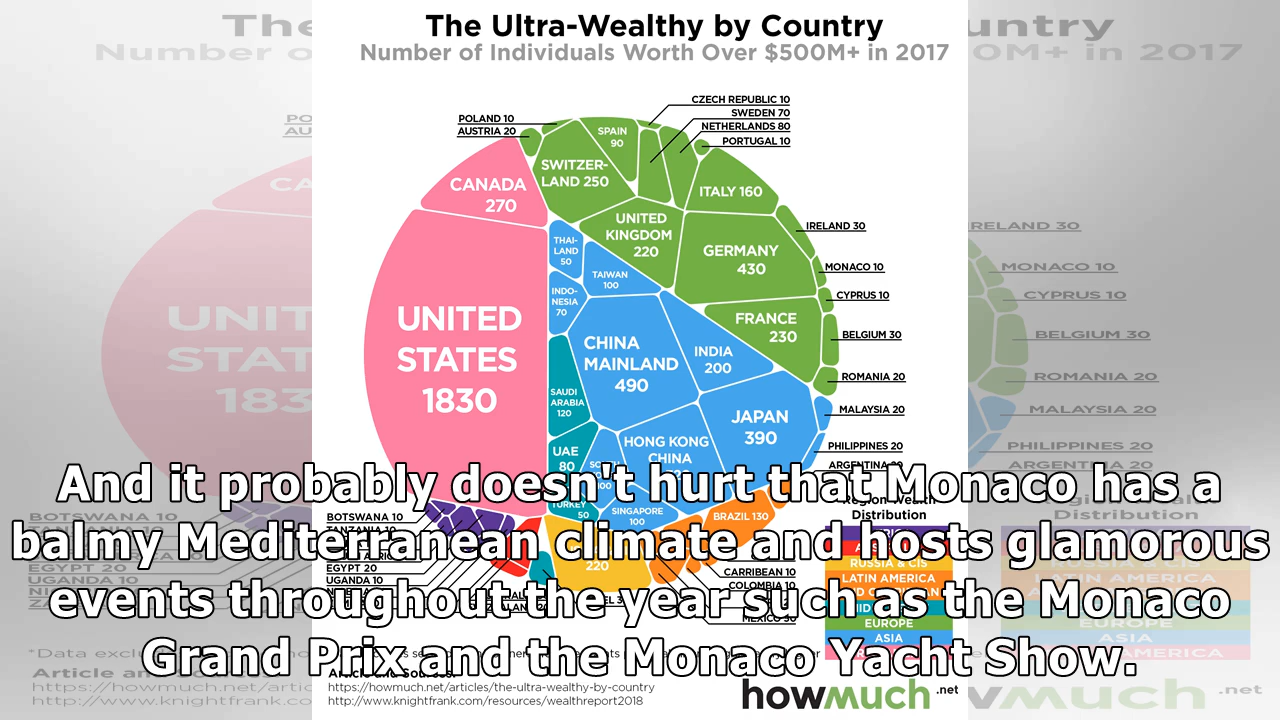 The Ultra-Wealthy by Country
Number of Individuals Worth Over $500M+ in 2017
CZECH REPUBLIC 10
SWEDEN 70
NETHERLANDS 80
PORTUGAL 10
POLAND 10
AUSTRIA 20
SPAIN
90
SWITZER-
LAND 250
CANADA
270
ITALY 160
UNITED
KINGDOM
220
IRELAND 30
GERMANY
430
MONACO 10
CYPRUS 10
THAI-
LAND
50
TAIWAN
100
INDO-
NESIA
70
FRANCE
230
BELGIUM 30
UNITED
STATES
1830
CHINA
MAINLAND
490
INDIA
200
ROMANIA 20
SAUDI
ARABIA
120
JAPAN
390
MALAYSIA 20
HONG KONG
CHINA
UAE
80
PHILIPPINES 20
ARGENTINA 20
TURKEY
50
SINGAPORE
100
BRAZIL 130
220
BOTSWANA 10
TANZANIA 10
EGYPT 20
UGANDA 10
CARRIBEAN 10
COLOMBIA 10
Region Wealth
Distribution
RUSSIA & CIS
LATIN AMERICA
EUROPE
ASIA
And it probably doesn't hurt that Monaco has a
balmy Mediterranean climate and hosts glamorous
events throughout the year such as the Monaco
Grand Prix and the Monaco Yacht Show.
Article and Sources:
https://howmuch.net/articles/the-ultra-wealthy-by-country
http://www.knightfrank.com/resources/wealthreport2018
howmuch.net